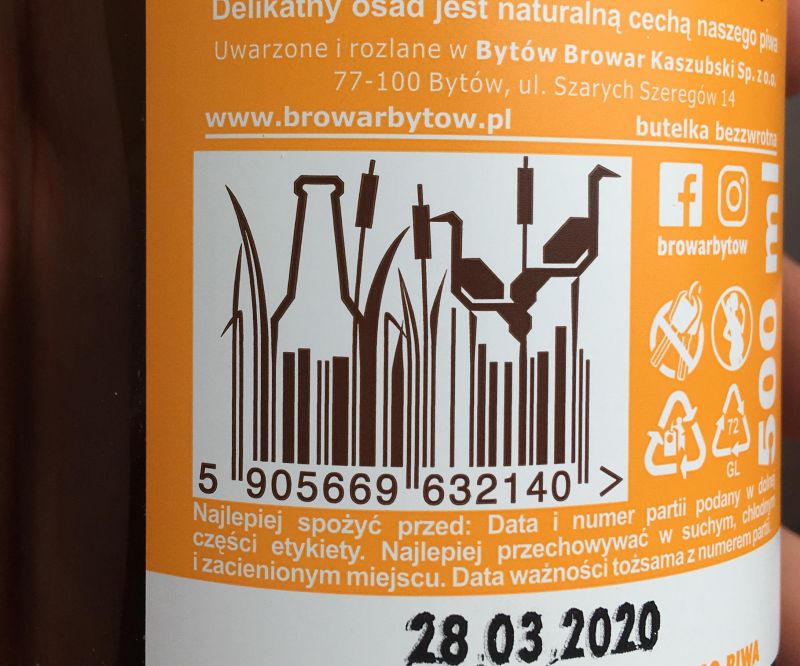 Delikatny osad jest naturalną cechą naszego piwa
Uwarzone i rozlane w Bytów Browar Kaszubski Sp. z o.o.
77-100 Bytów, ul. Szarych Szeregów 14
www.browarbytow.pl
butelka bezzwrotna
browarbytow
500 ml
72
GL
5 905669 632140 >
Najlepiej spożyć przed: Data i numer partii podany w dolnej
części etykiety. Najlepiej przechowywać w suchym, chłodnym
i zacienionym miejscu. Data ważności tożsama z numerem partii.
28.03.2020
PIWA